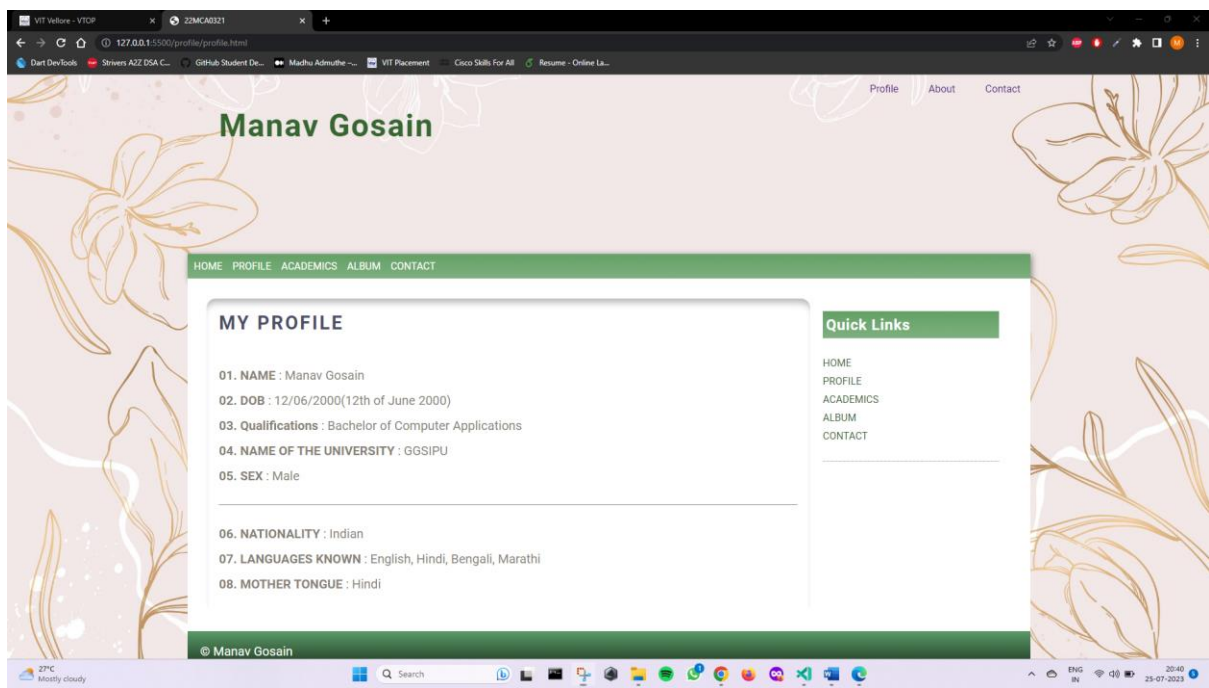 VIT Vellore - VTOP
22MCA0321
127.0.0.1:5500/profile/profile.html
Dart DevTools
Strivers A2Z DSA C...
GitHub Student De...
Madhu Admuthe –...
VIT Placement
Cisco Skills For All
Resume - Online La...
Profile About Contact
Manav Gosain
HOME PROFILE ACADEMICS ALBUM CONTACT
MY PROFILE
01. NAME : Manav Gosain
02. DOB : 12/06/2000(12th of June 2000)
03. Qualifications : Bachelor of Computer Applications
04. NAME OF THE UNIVERSITY : GGSIPU
05. SEX : Male
06. NATIONALITY : Indian
07. LANGUAGES KNOWN : English, Hindi, Bengali, Marathi
08. MOTHER TONGUE : Hindi
Quick Links
HOME
PROFILE
ACADEMICS
ALBUM
CONTACT
© Manav Gosain
27°C
Mostly cloudy
Search
ENG
IN
20:40
25-07-2023